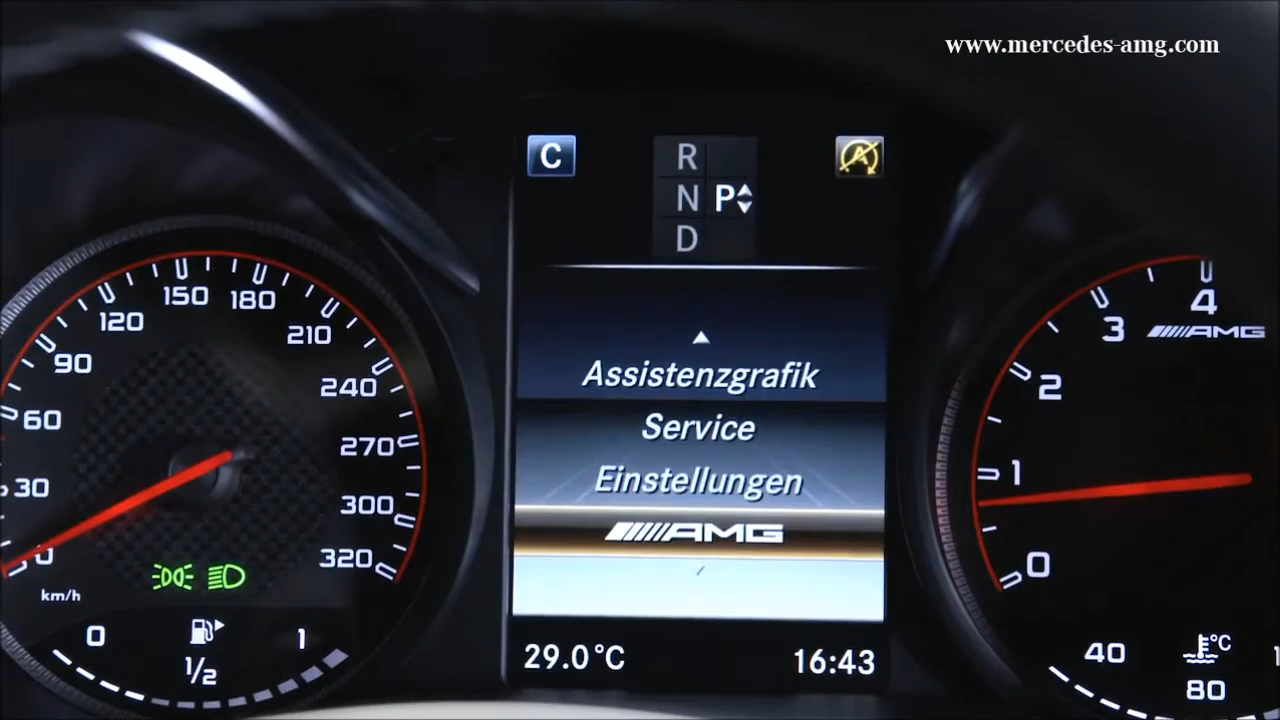 www.mercedes-amg.com
C
R
N P
D
A
Assistenzgrafik
Service
Einstellungen
AMG
29.0°C
16:43
0
30
60
90
120
150
180
210
240
270
300
320
km/h
0
1/2
1
0
1
2
3
4
AMG
40
°C
80